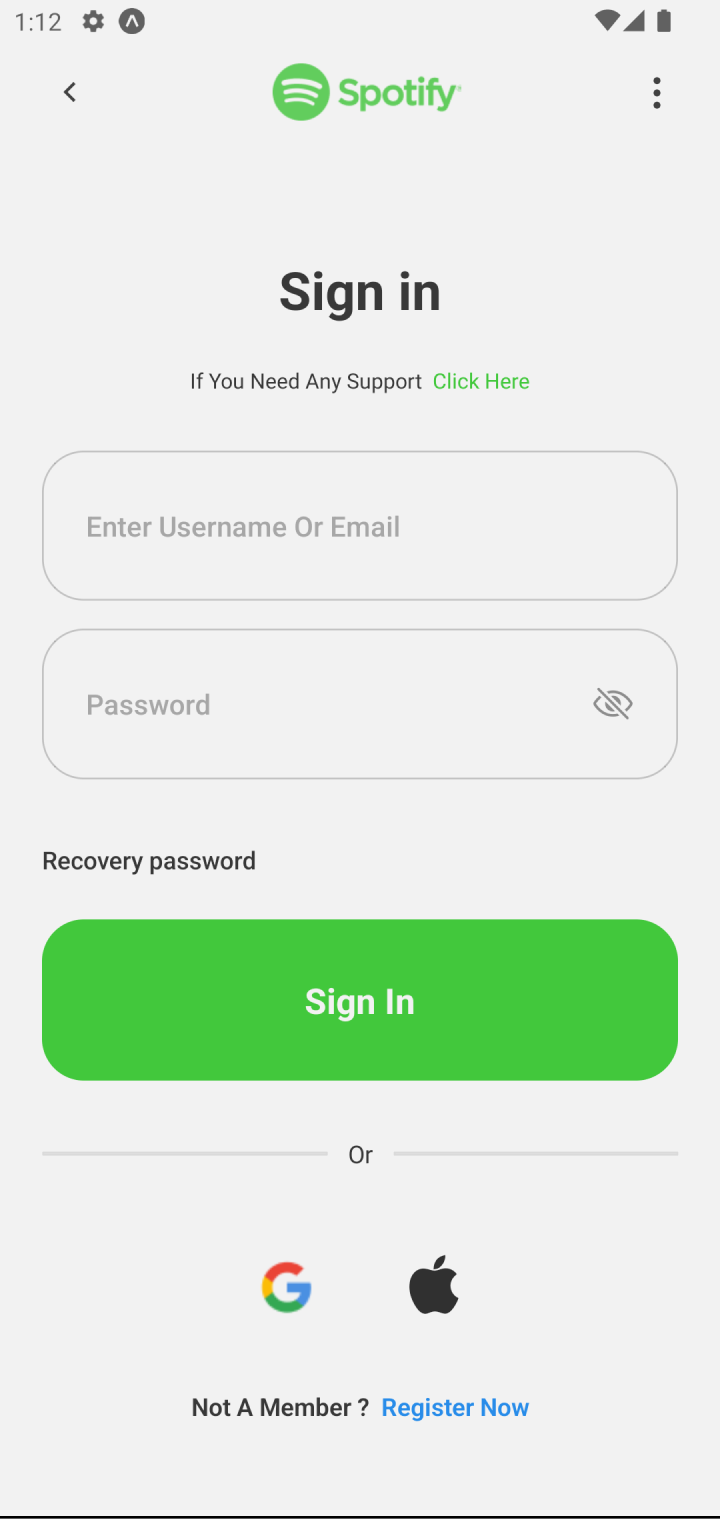 1:12
Spotify
Sign in
If You Need Any Support Click Here
Enter Username Or Email
Password
Recovery password
Sign In
Or
Not A Member ? Register Now